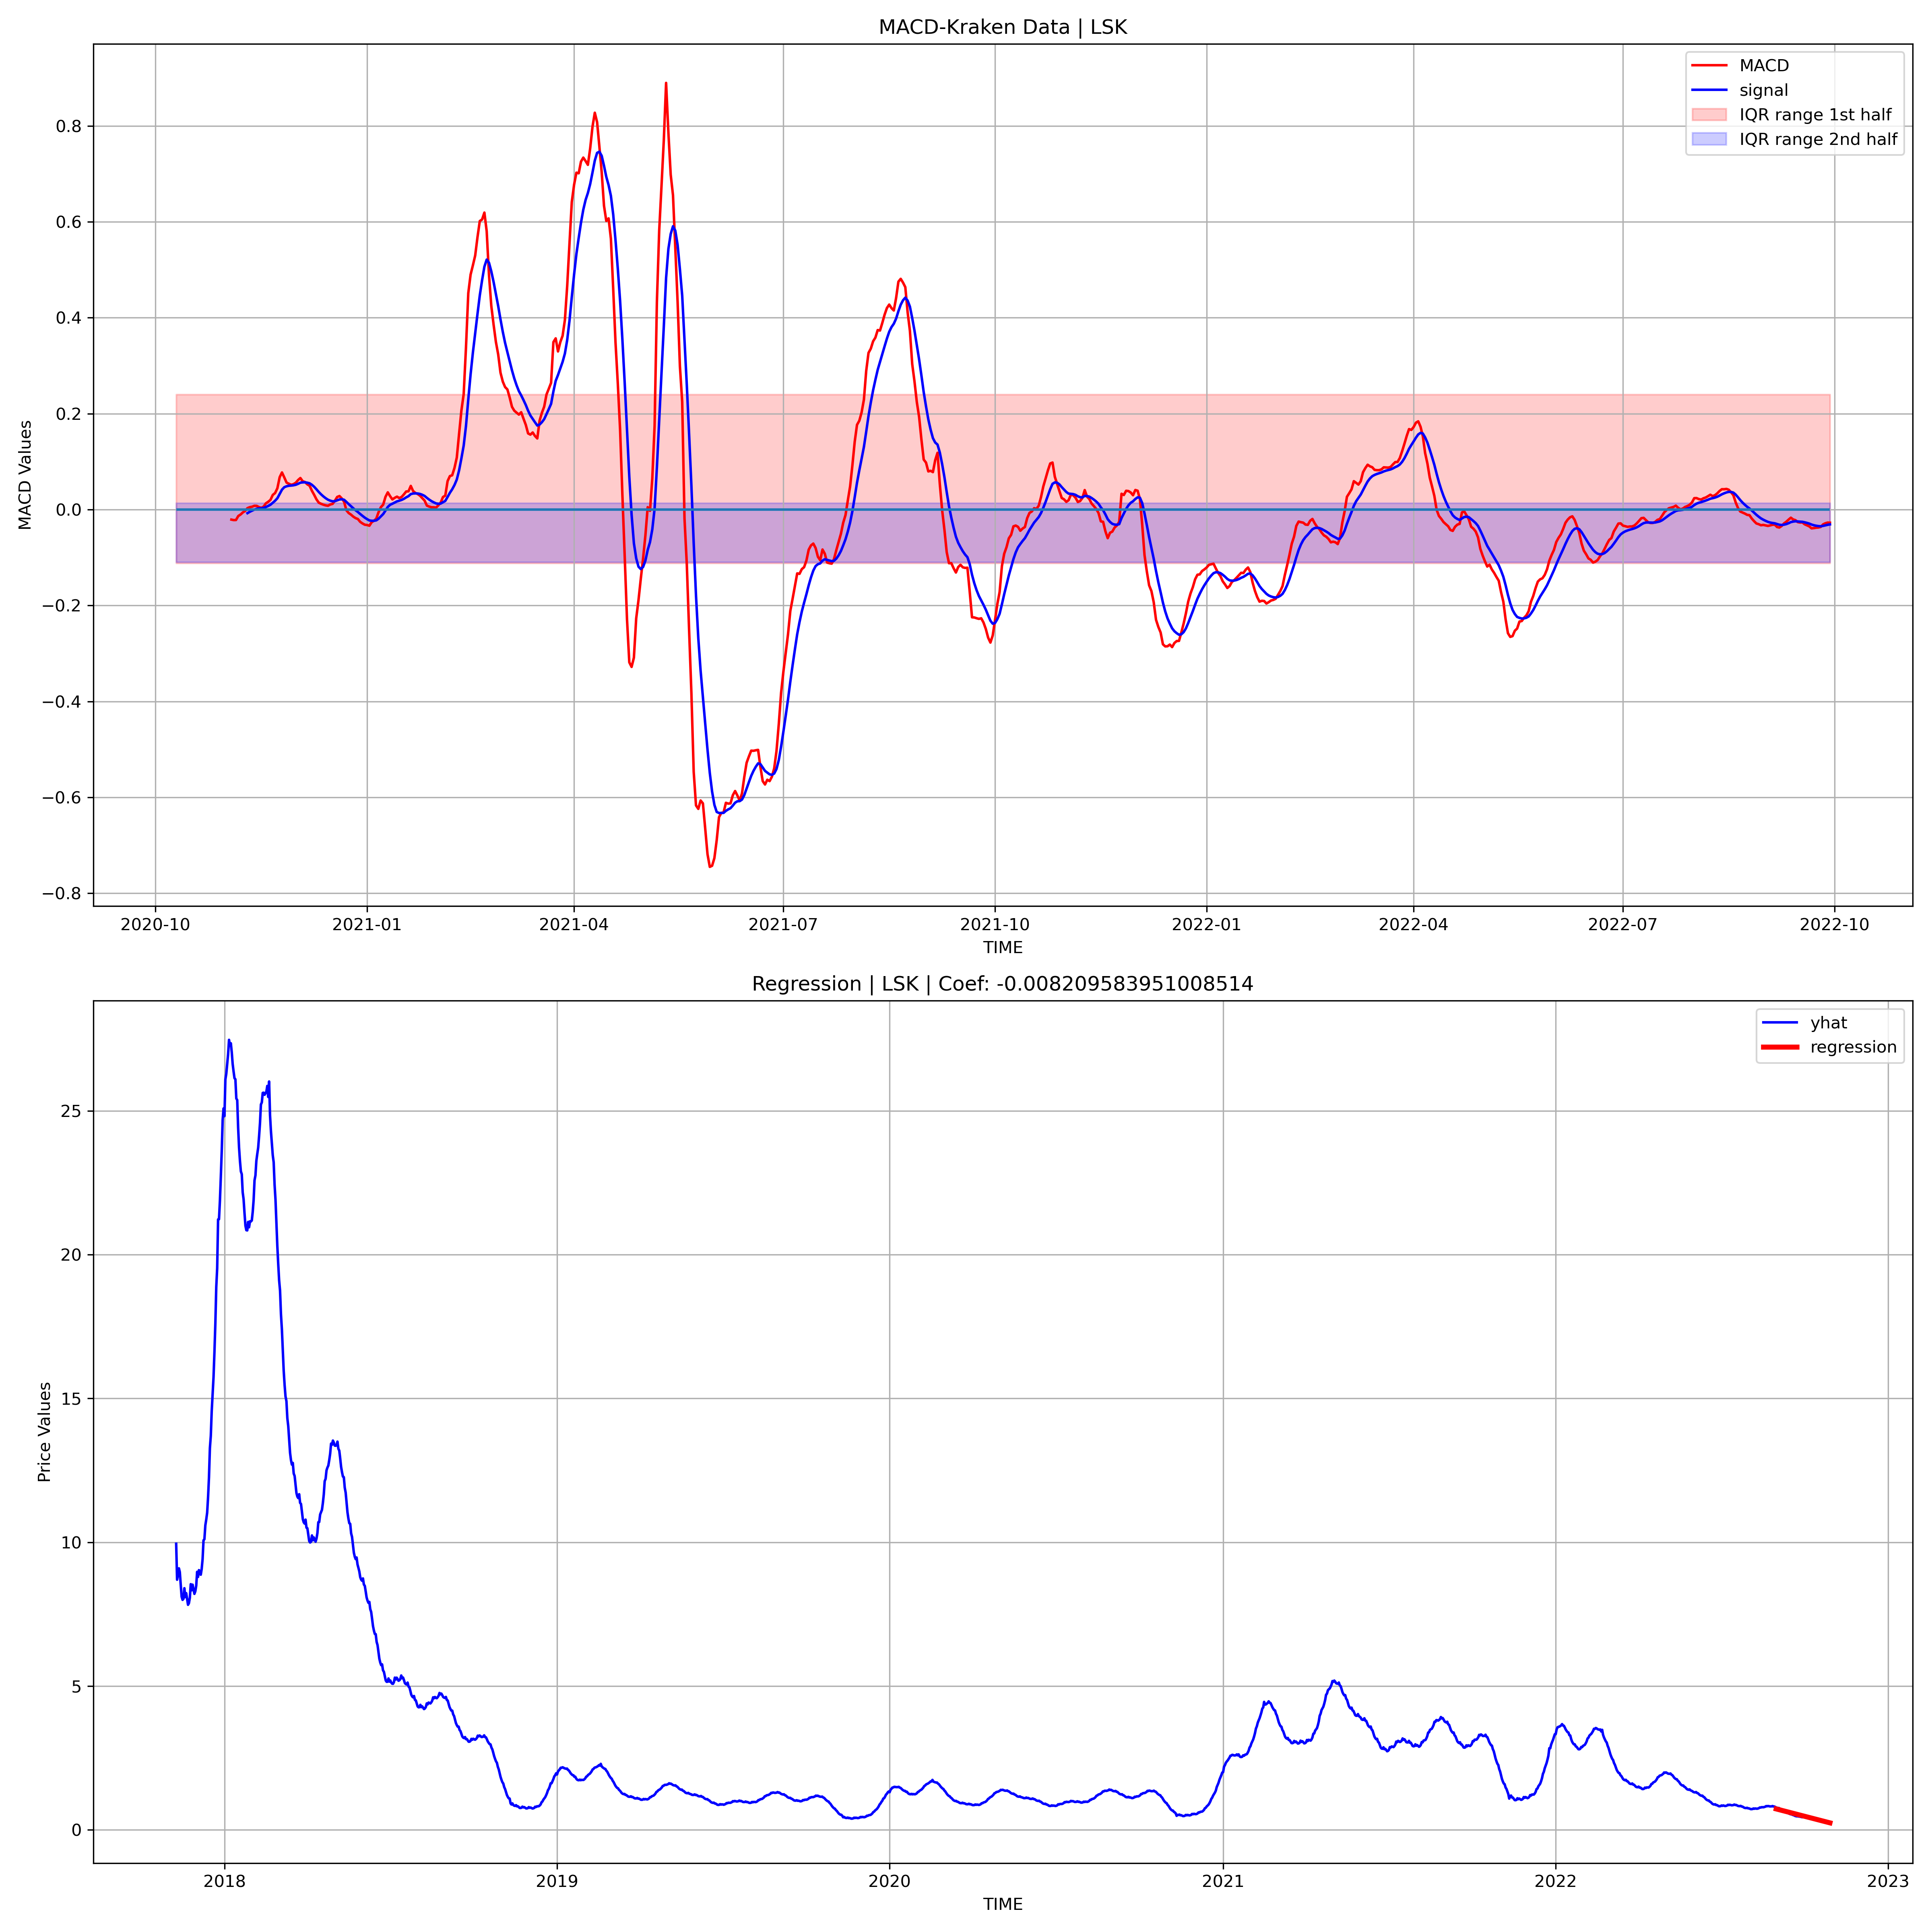 MACD-Kraken Data | LSK
MACD
signal
IQR range 1st half
IQR range 2nd half
0.8
0.6
0.4
0.2
0.0
−0.2
−0.4
−0.6
−0.8
MACD Values
2020-10 2021-01 2021-04 2021-07 2021-10 2022-01 2022-04 2022-07 2022-10
TIME
Regression | LSK | Coef: -0.008209583951008514
yhat
regression
25
20
15
10
5
0
Price Values
2018 2019 2020 2021 2022 2023
TIME